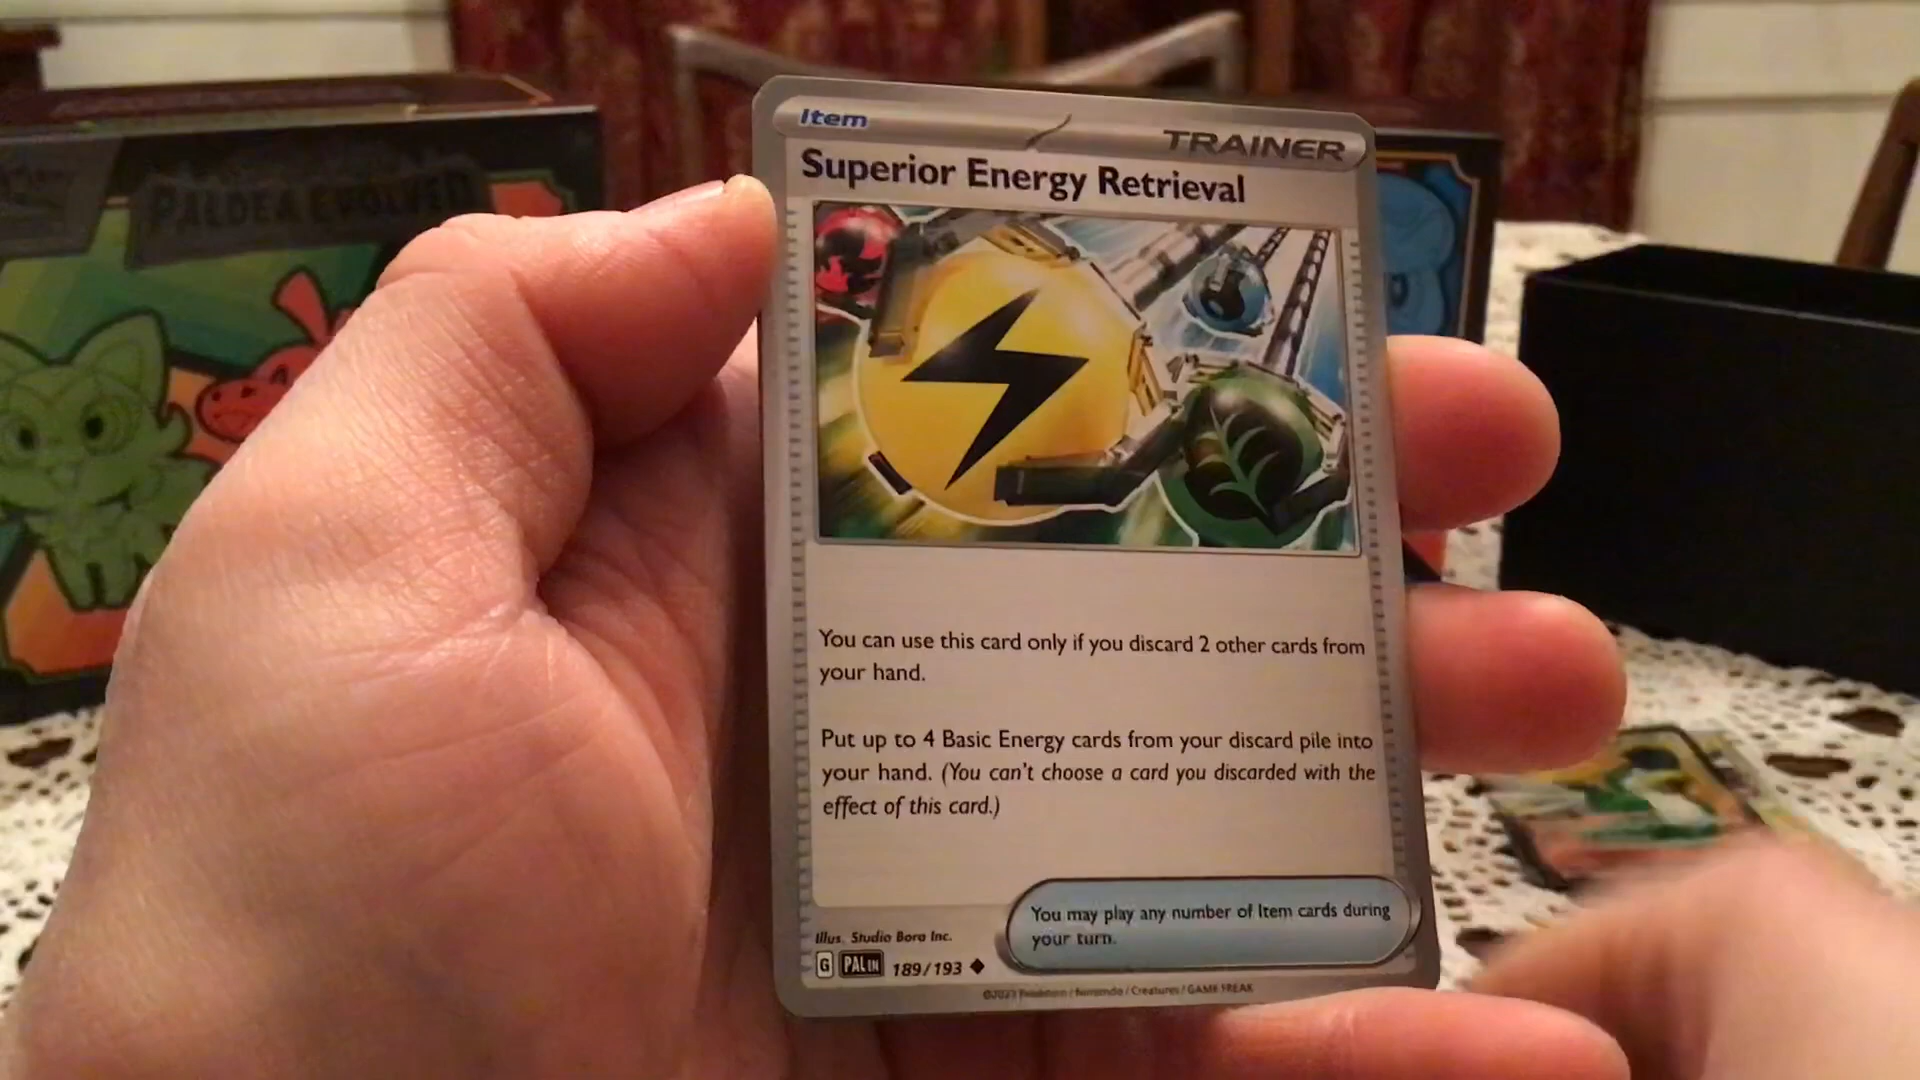 PALDEA EVOLVED
Item
TRAINER
Superior Energy Retrieval
You can use this card only if you discard 2 other cards from
your hand.
Put up to 4 Basic Energy cards from your discard pile into
your hand. (You can't choose a card you discarded with the
effect of this card.)
You may play any number of Item cards during
your turn.
Illus. Studio Bora Inc.
G PAL EN 189/193
©2023 Pokémon / Nintendo / Creatures / GAME FREAK